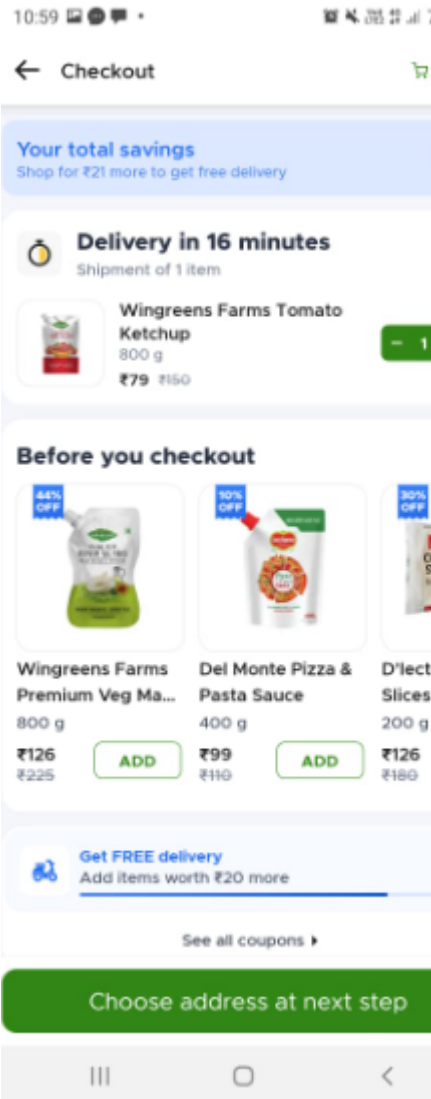 10:59
Checkout
Your total savings
Shop for ₹21 more to get free delivery
Delivery in 16 minutes
Shipment of 1 item
Wingreens Farms Tomato
Ketchup
800 g
₹79 ₹150
- 1
Before you checkout
44%
OFF
10%
OFF
30%
OFF
Wingreens Farms
Premium Veg Ma...
800 g
₹126
₹225
ADD
Del Monte Pizza &
Pasta Sauce
400 g
₹99
₹110
ADD
D'lect
Slices
200 g
₹126
₹180
Get FREE delivery
Add items worth ₹20 more
See all coupons
Choose address at next step